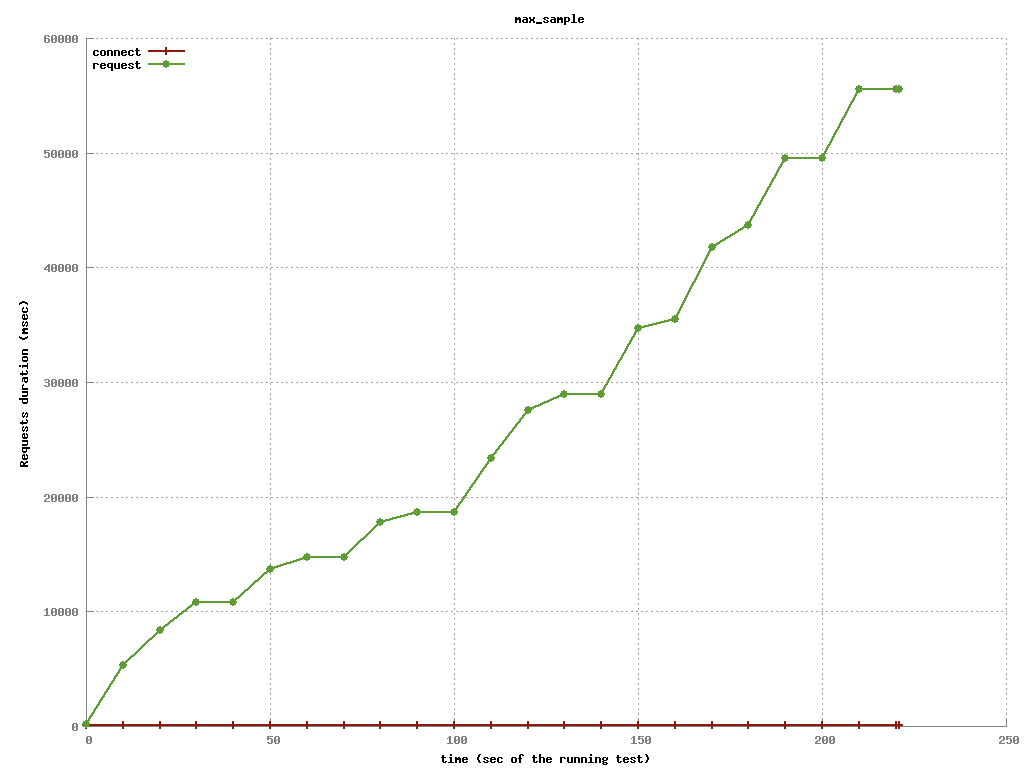 max_sample
60000
50000
40000
30000
20000
10000
0
connect
request
Requests duration (msec)
0 50 100 150 200 250
time (sec of the running test)